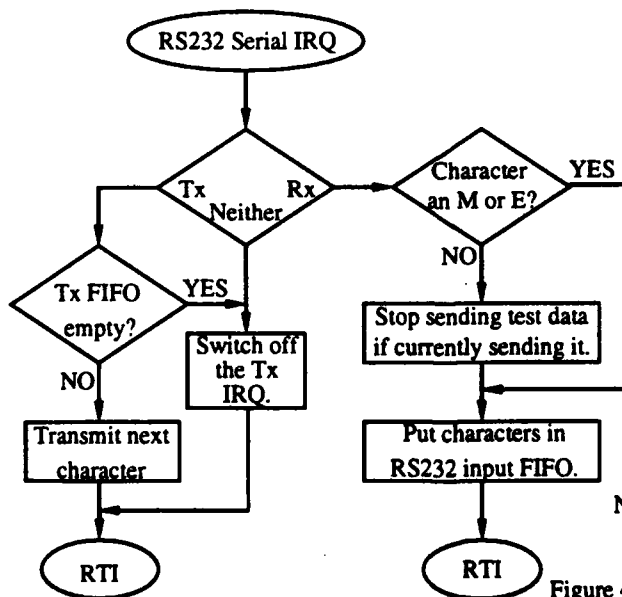 RS232 Serial IRQ
Tx
Rx
Neither
Character
an M or E?
YES
NO
Tx FIFO
empty?
YES
NO
Switch off
the Tx
IRQ.
Stop sending test data
if currently sending it.
Transmit next
character
Put characters in
RS232 input FIFO.
N
RTI
RTI
Figure 4